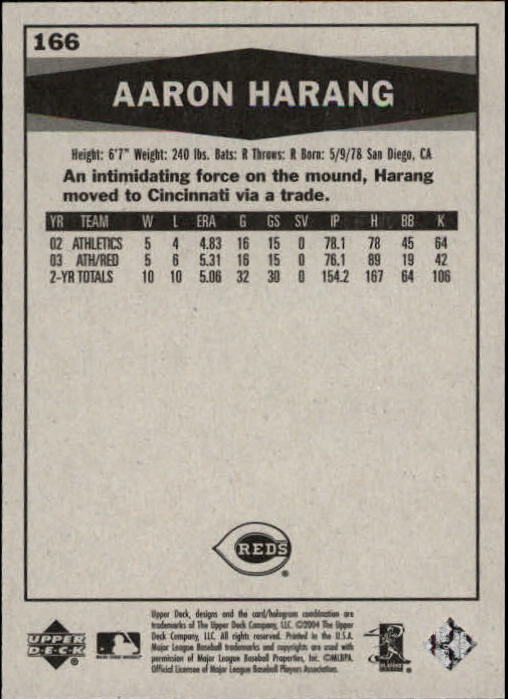 166
AARON HARANG
Height: 6'7" Weight: 240 lbs. Bats: R Throws: R Born: 5/9/78 San Diego, CA
An intimidating force on the mound, Harang
moved to Cincinnati via a trade.
YR TEAM W L ERA G GS SV IP H BB K
02 ATHLETICS 5 4 4.83 16 15 0 78.1 78 45 64
03 ATH/RED 5 6 5.31 16 15 0 76.1 89 19 42
2-YR TOTALS 10 10 5.06 32 30 0 154.2 167 64 106
REDS
Upper Deck, designs and the card/hologram combination are
trademarks of The Upper Deck Company, LLC. ©2004 The Upper
Deck Company, LLC. All rights reserved. Printed in the U.S.A.
Major League Baseball trademarks and copyrights are used with
permission of Major League Baseball Properties, Inc. ©MLBPA.
Official Licensee of Major League Baseball Players Association.
UPPER
DECK